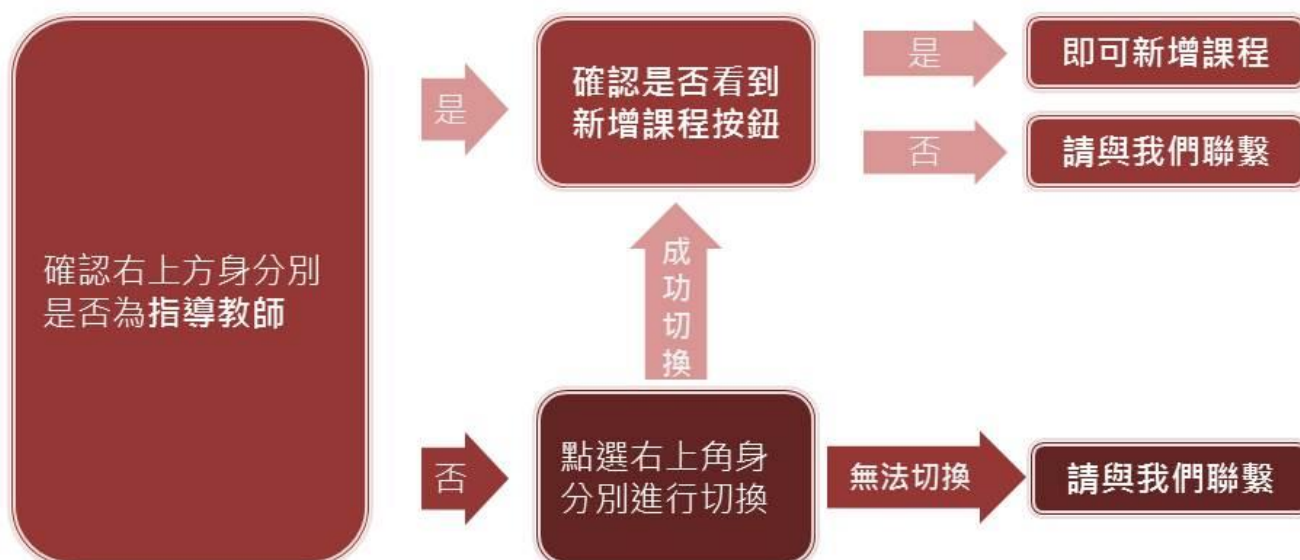 確認右上方身分別
是否為指導教師
是
確認是否看到
新增課程按鈕
是
即可新增課程
否
請與我們聯繫
成功切換
否
點選右上角身
分別進行切換
無法切換
請與我們聯繫